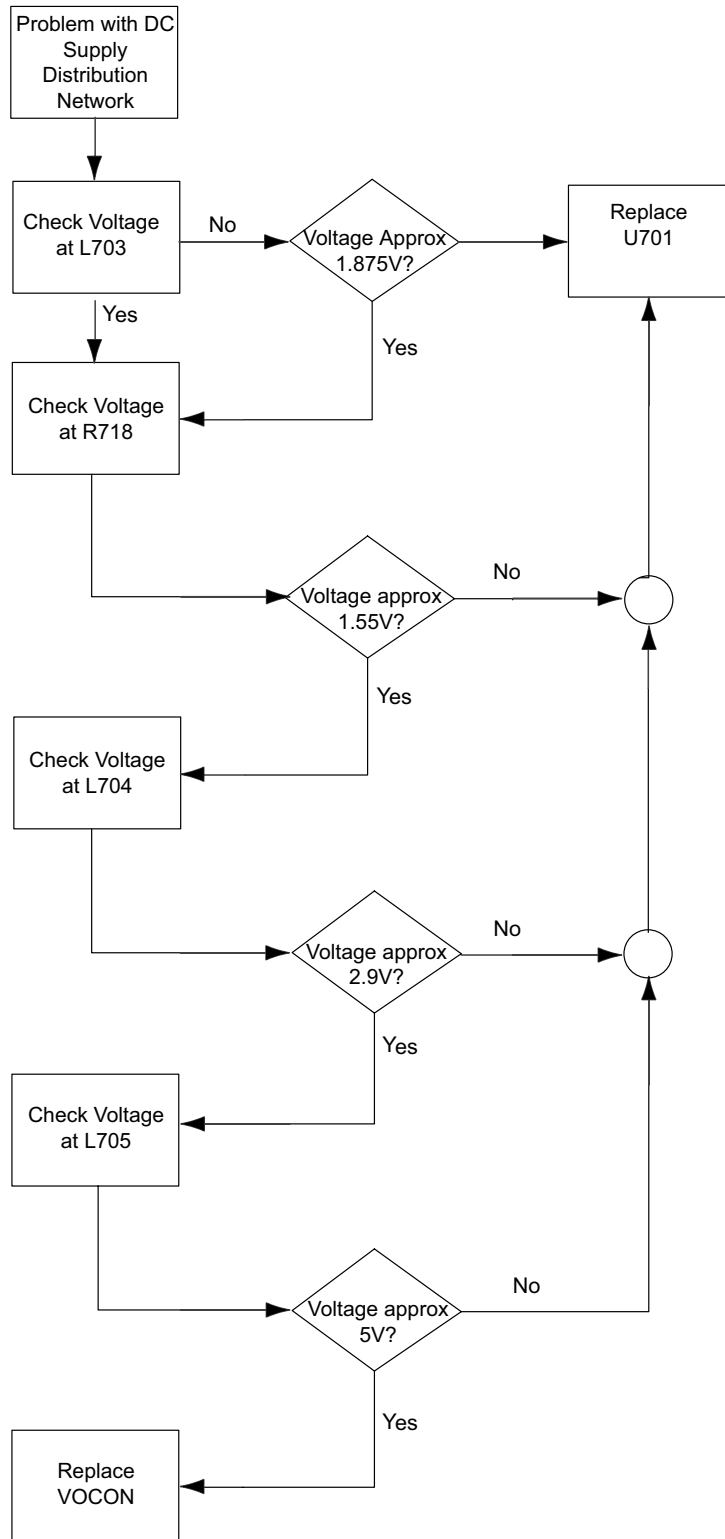 Problem with DC
Supply
Distribution
Network
Check Voltage
at L703
No
Voltage Approx
1.875V?
Replace
U701
Yes
Yes
Check Voltage
at R718
Voltage approx
1.55V?
No
Yes
Check Voltage
at L704
Voltage approx
2.9V?
No
Yes
Check Voltage
at L705
Voltage approx
5V?
No
Yes
Replace
VOCON